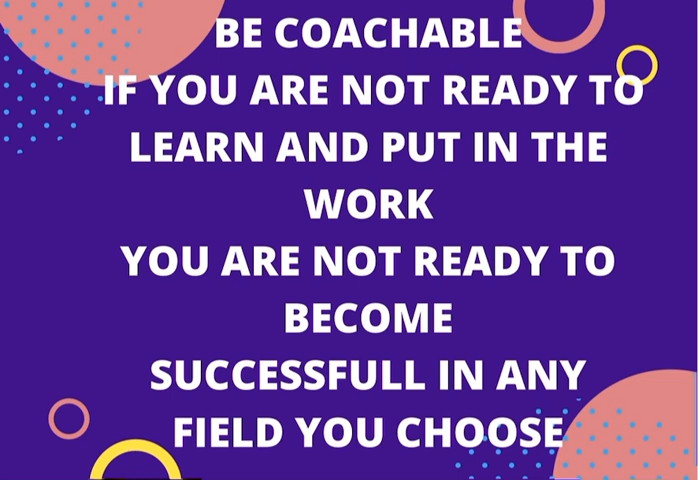 BE COACHABLE
IF YOU ARE NOT READY TO
LEARN AND PUT IN THE
WORK
YOU ARE NOT READY TO
BECOME
SUCCESSFULL IN ANY
FIELD YOU CHOOSE